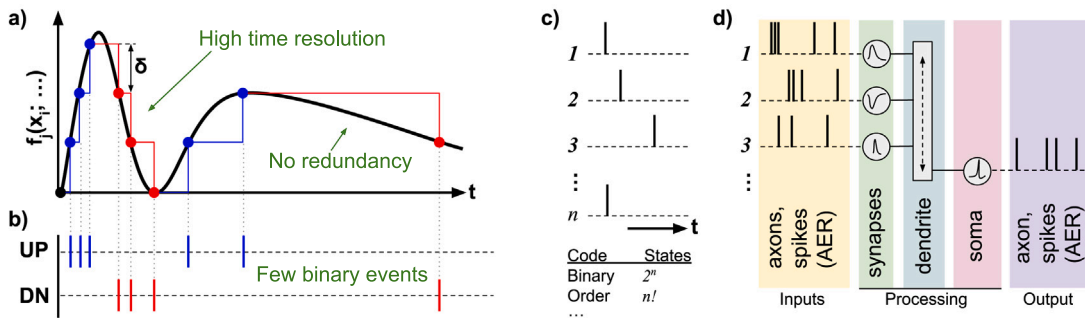 a)
f_j(x_i; ...)
High time resolution
δ
No redundancy
t
b)
UP
DN
Few binary events
c)
1
2
3
...
n
t
Code States
Binary 2^n
Order n!
...
d)
1
2
3
...
axons,
spikes
(AER)
synapses
dendrite
soma
axon,
spikes
(AER)
Inputs
Processing
Output